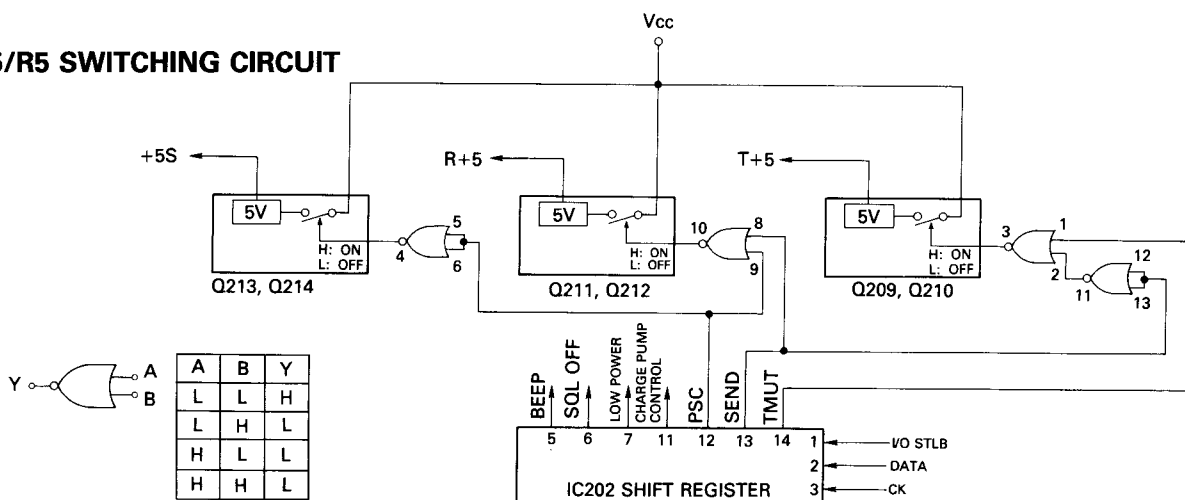 Vcc
/R5 SWITCHING CIRCUIT
+5S
R+5
T+5
5V
5V
5V
H: ON
L: OFF
H: ON
L: OFF
H: ON
L: OFF
4
5
6
10
8
9
3
1
2
11
12
13
Q213, Q214
Q211, Q212
Q209, Q210
Y
A
B
A B Y
L L H
L H L
H L L
H H L
BEEP
SQL OFF
LOW POWER
CHARGE PUMP
CONTROL
PSC
SEND
TMUT
5 6 7 11 12 13 14
1 I/O STLB
2 DATA
3 CK
IC202 SHIFT REGISTER